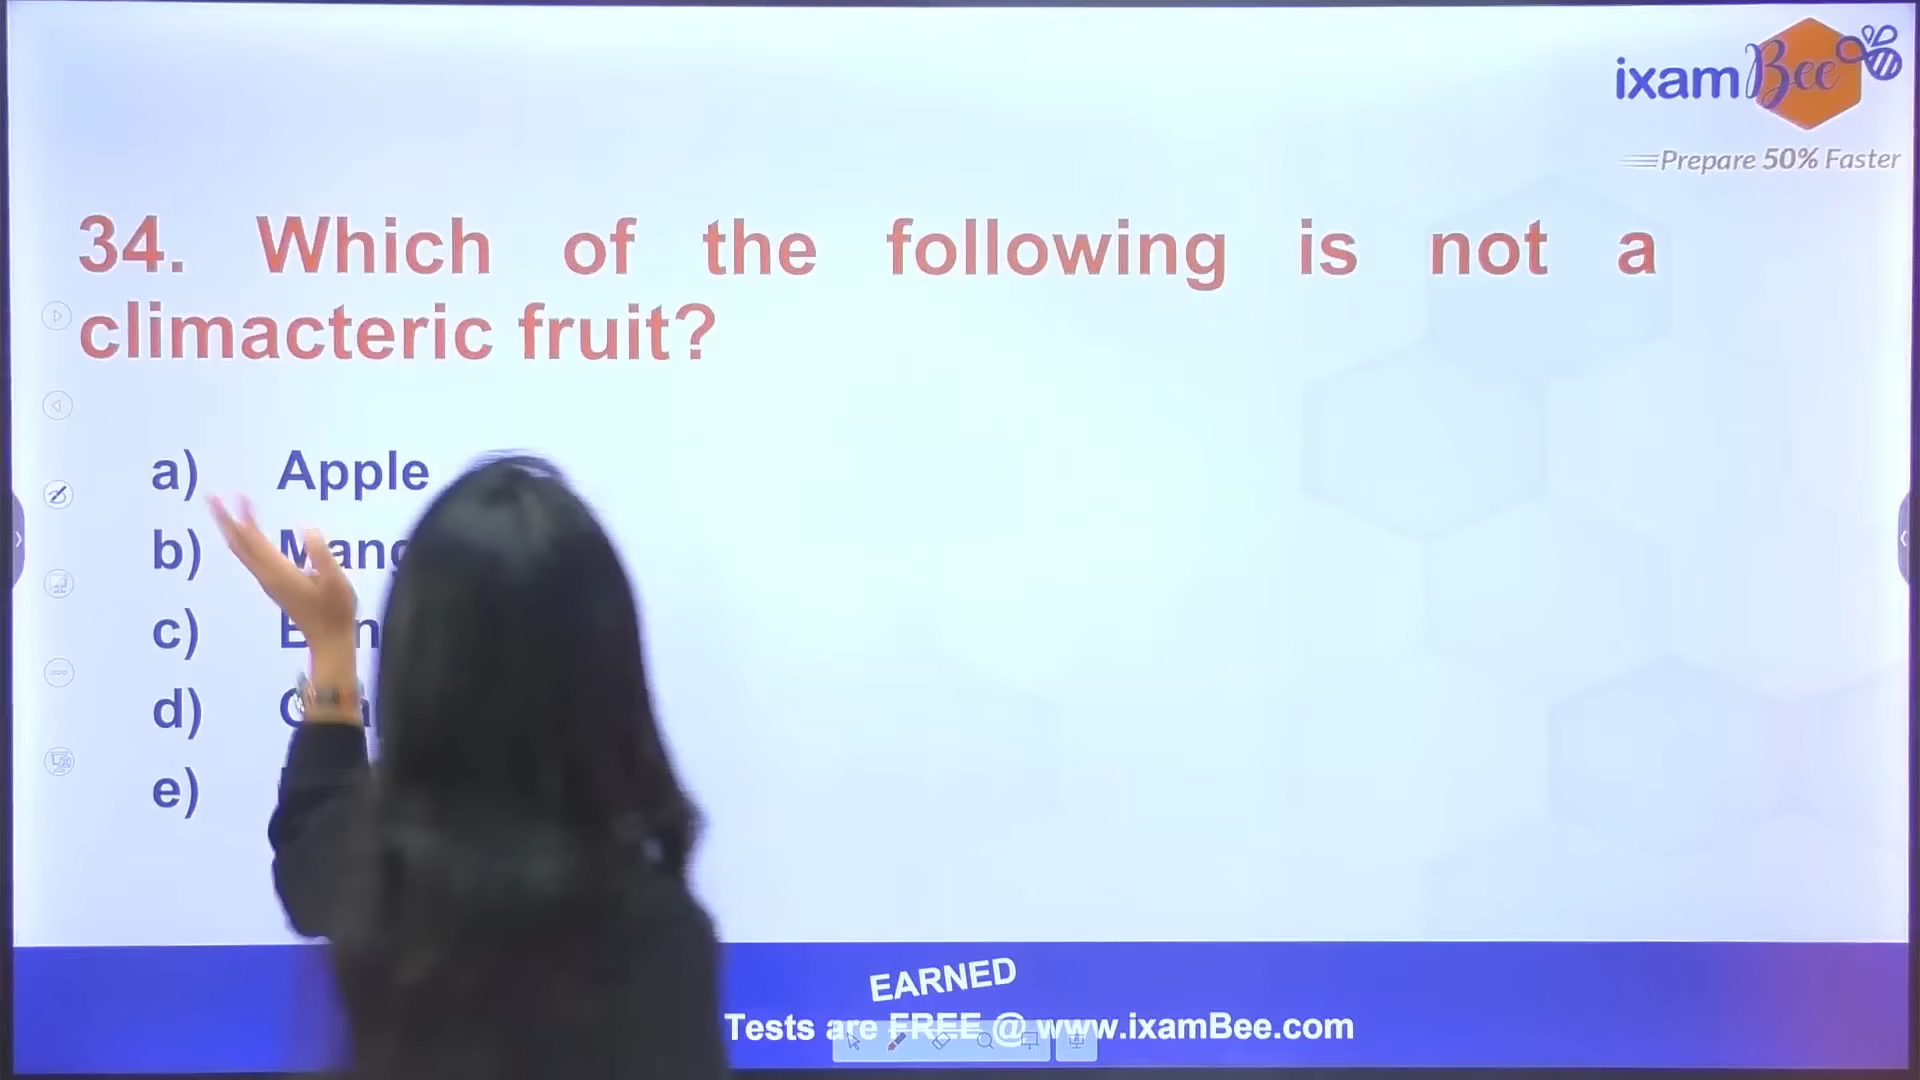 ixamBee
Prepare 50% Faster
34. Which of the following is not a
climacteric fruit?
a) Apple
b)
c)
d)
e)
EARNED
Tests are FREE @ www.ixamBee.com